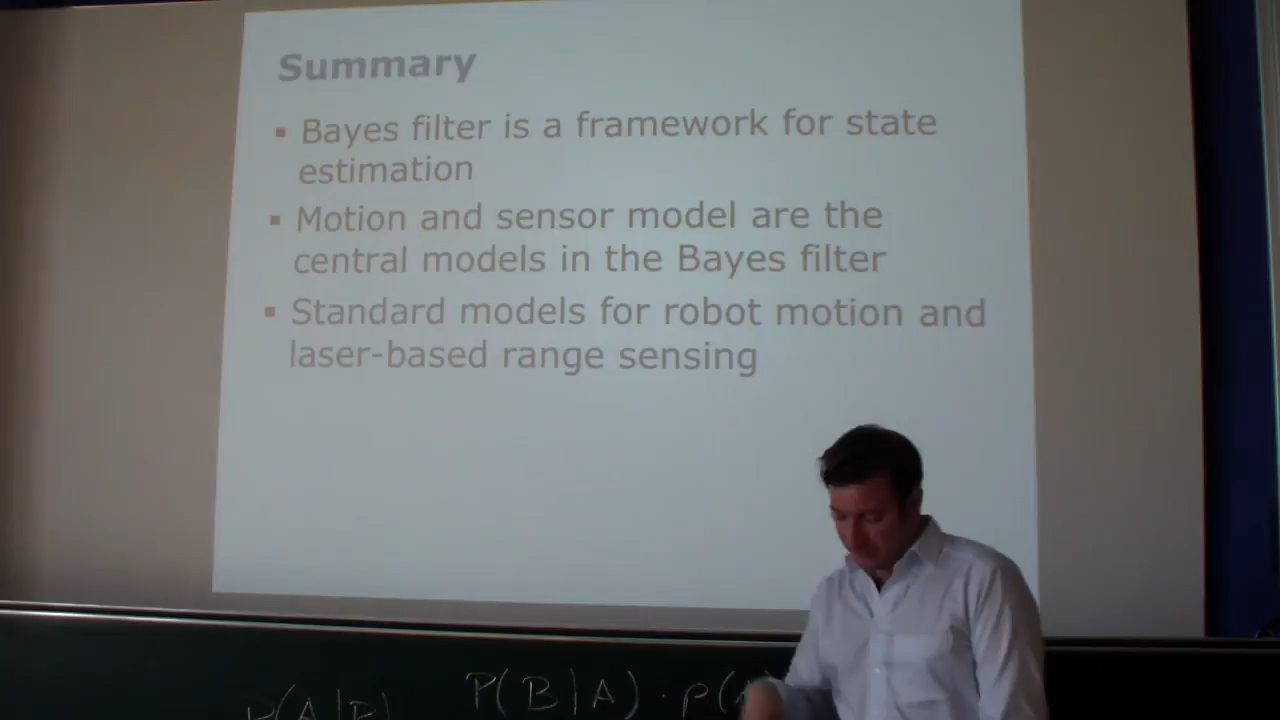 Summary
▪ Bayes filter is a framework for state
estimation
▪ Motion and sensor model are the
central models in the Bayes filter
▪ Standard models for robot motion and
laser-based range sensing
P(B|A) · p(
P(A|B)